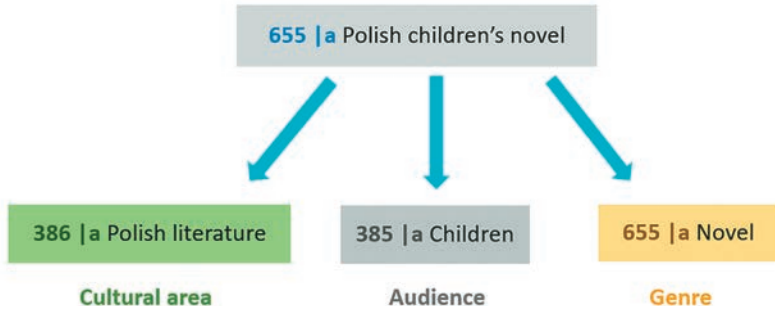 655 |a Polish children’s novel
386 |a Polish literature
385 |a Children
655 |a Novel
Cultural area
Audience
Genre